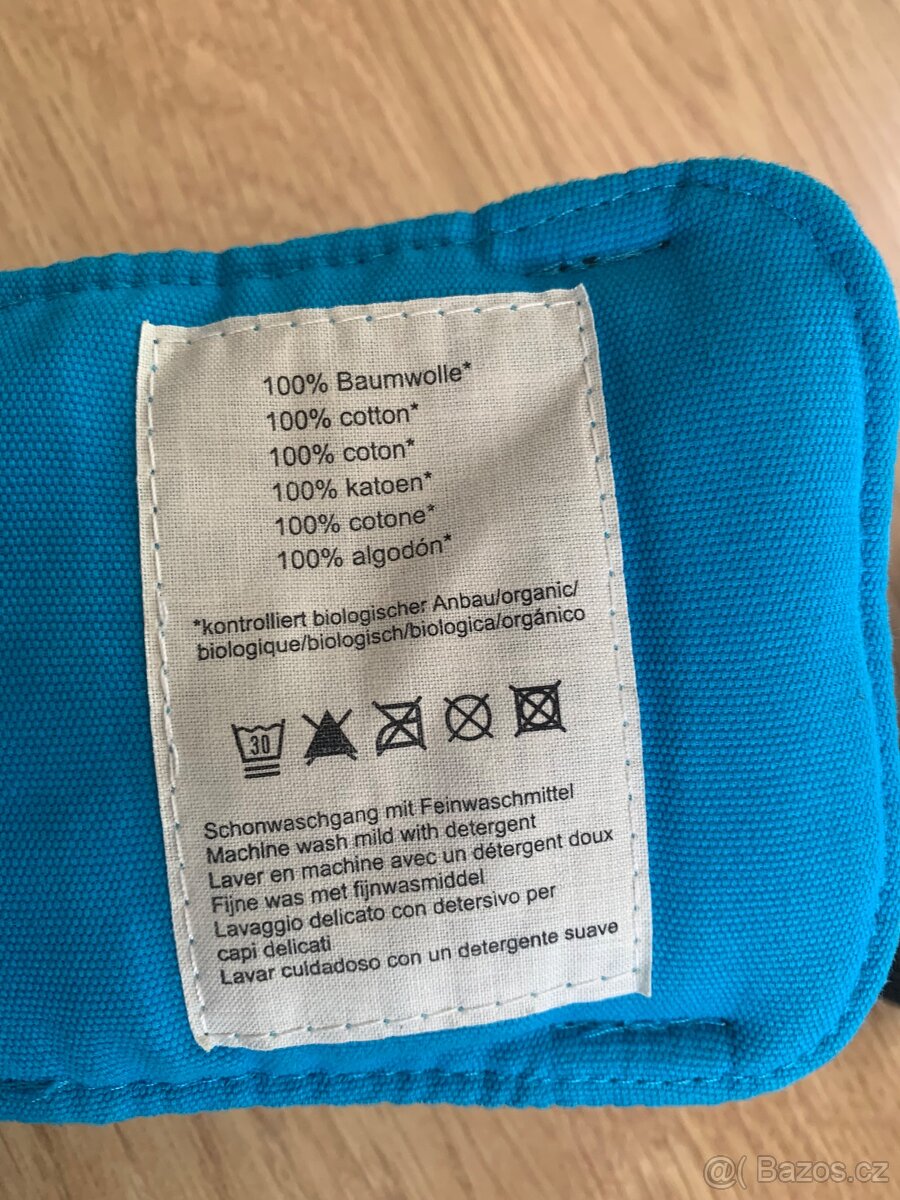 100% Baumwolle*
100% cotton*
100% coton*
100% katoen*
100% cotone*
100% algodón*
*kontrolliert biologischer Anbau/organic/
biologique/biologisch/biologica/orgánico
30
Schonwaschgang mit Feinwaschmittel
Machine wash mild with detergent
Laver en machine avec un détergent doux
Fijne was met fijnwasmiddel
Lavaggio delicato con detersivo per
capi delicati
Lavar cuidadoso con un detergente suave
@( Bazos.cz